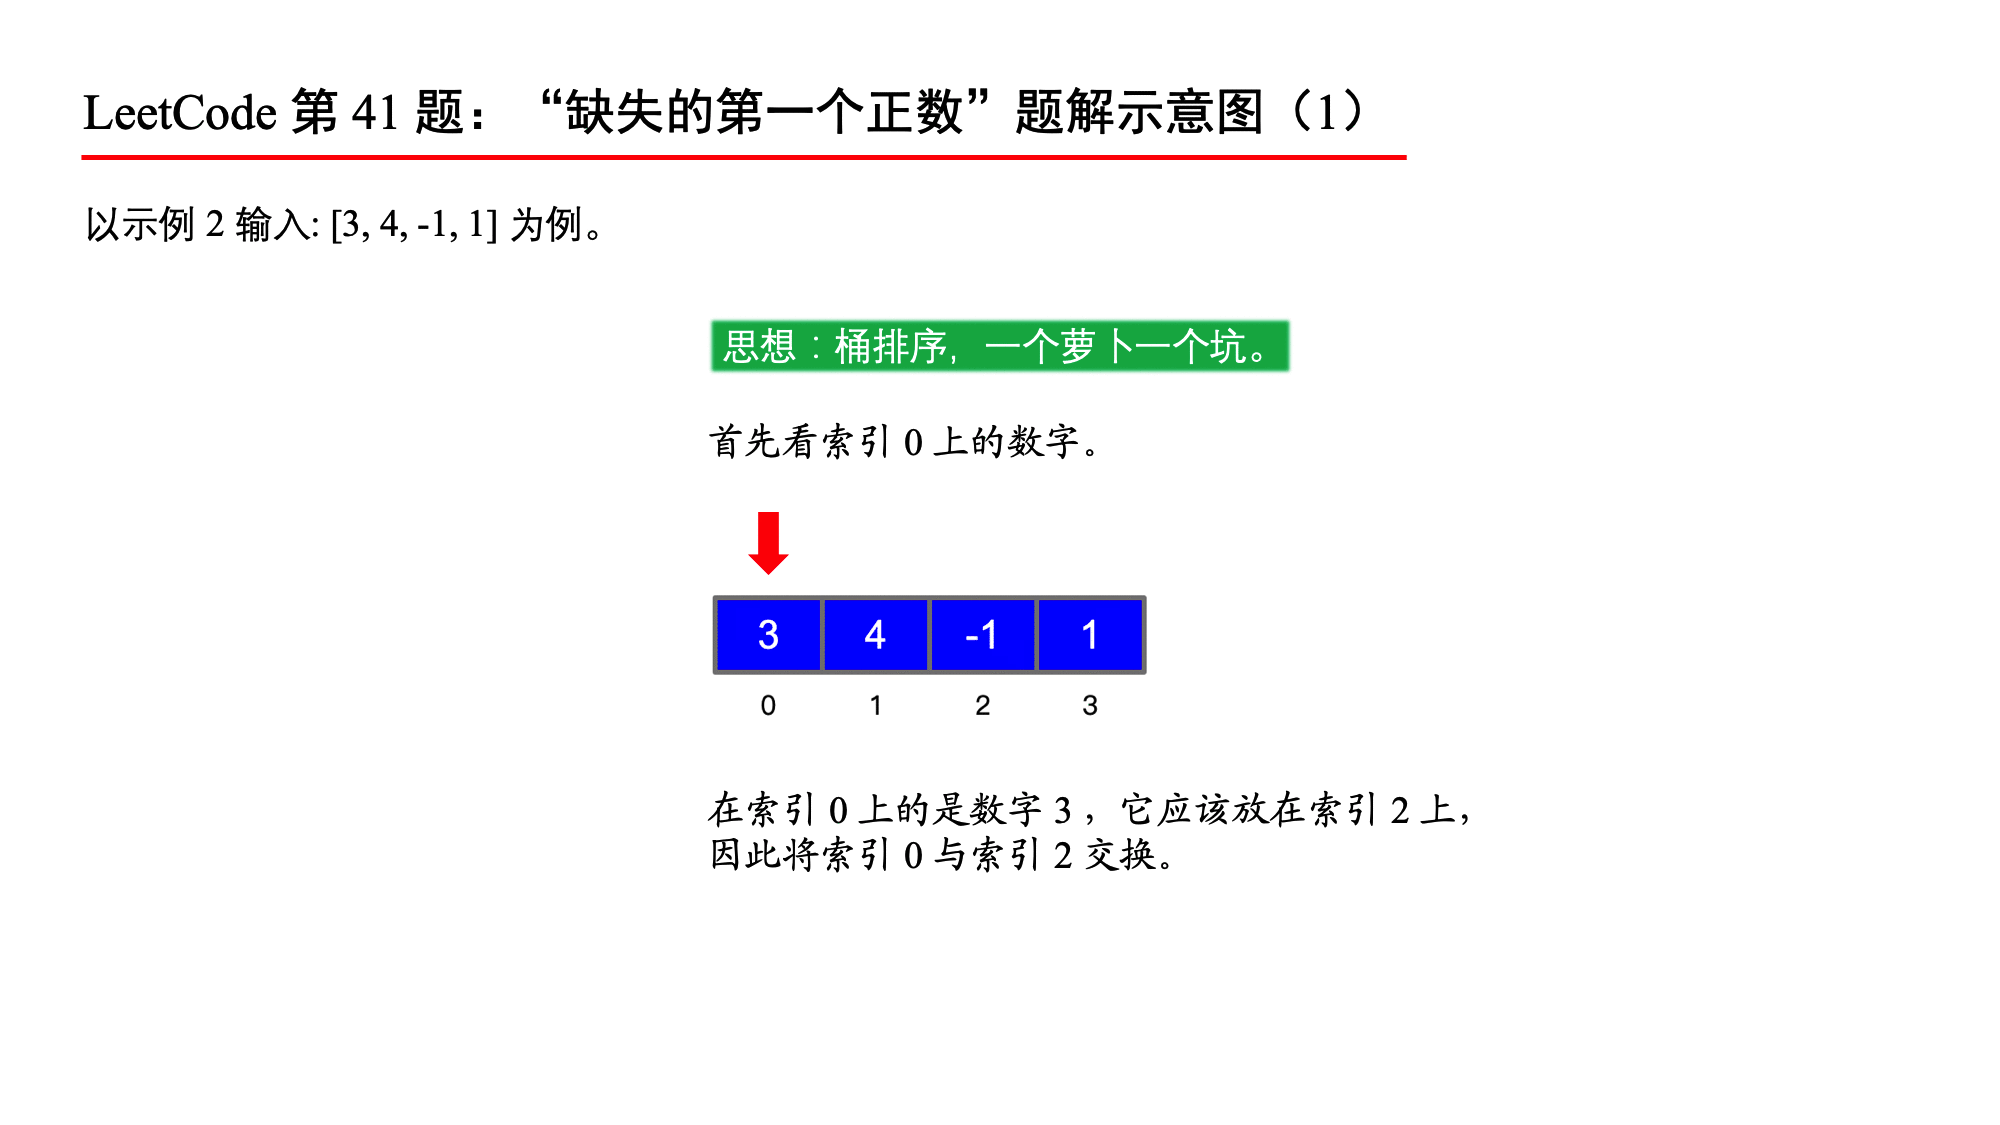 LeetCode 第 41 题：“缺失的第一个正数”题解示意图（1）
以示例 2 输入: [3, 4, -1, 1] 为例。
思想：桶排序，一个萝卜一个坑。
首先看索引 0 上的数字。
3 4 -1 1
0 1 2 3
在索引 0 上的是数字 3 ，它应该放在索引 2 上，
因此将索引 0 与索引 2 交换。